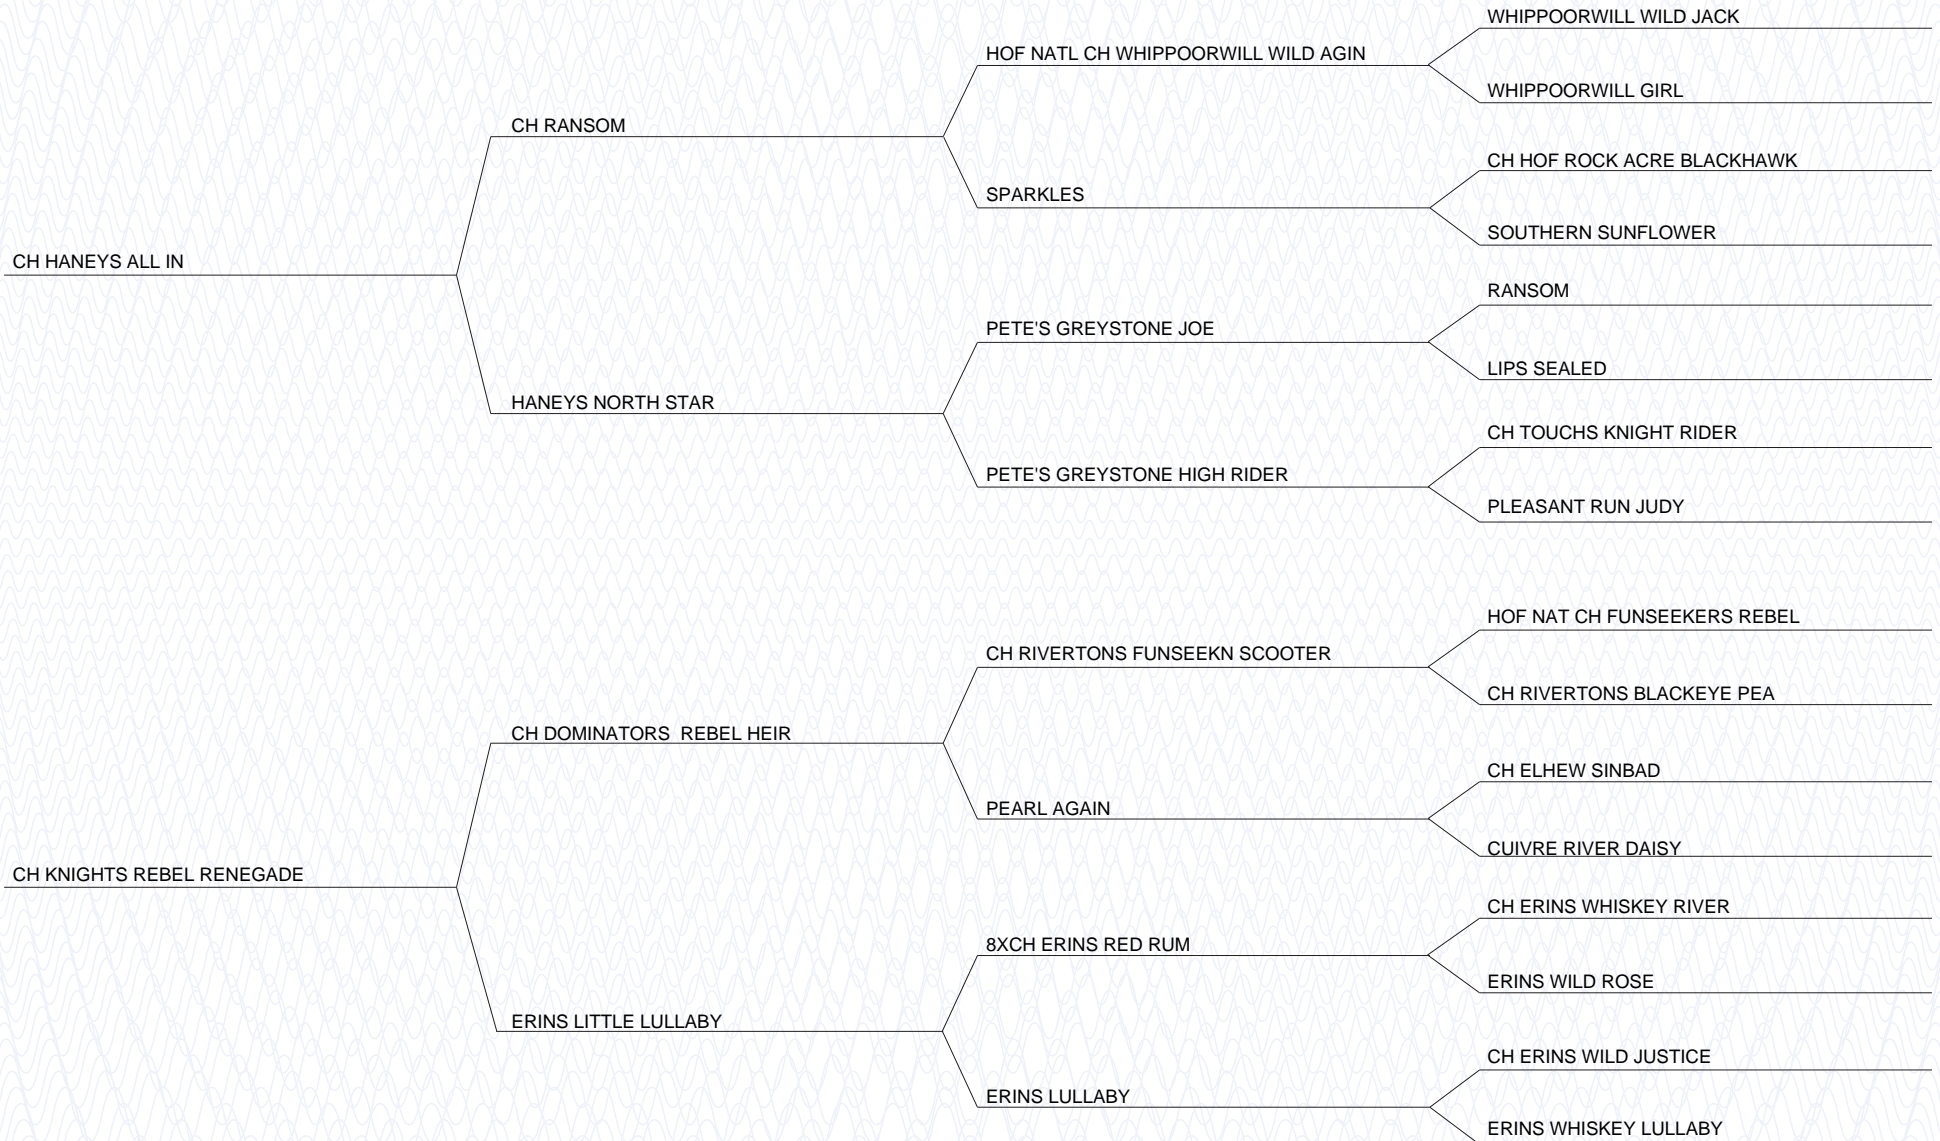 WHIPPOORWILL WILD JACK
HOF NATL CH WHIPPOORWILL WILD AGIN
WHIPPOORWILL GIRL
CH RANSOM
CH HOF ROCK ACRE BLACKHAWK
SPARKLES
SOUTHERN SUNFLOWER
CH HANEYS ALL IN
RANSOM
PETE'S GREYSTONE JOE
LIPS SEALED
HANEYS NORTH STAR
CH TOUCHS KNIGHT RIDER
PETE'S GREYSTONE HIGH RIDER
PLEASANT RUN JUDY
HOF NAT CH FUNSEEKERS REBEL
CH RIVERTONS FUNSEEKN SCOOTER
CH RIVERTONS BLACKEYE PEA
CH DOMINATORS  REBEL HEIR
CH ELHEW SINBAD
PEARL AGAIN
CUIVRE RIVER DAISY
CH KNIGHTS REBEL RENEGADE
CH ERINS WHISKEY RIVER
8XCH ERINS RED RUM
ERINS WILD ROSE
ERINS LITTLE LULLABY
CH ERINS WILD JUSTICE
ERINS LULLABY
ERINS WHISKEY LULLABY